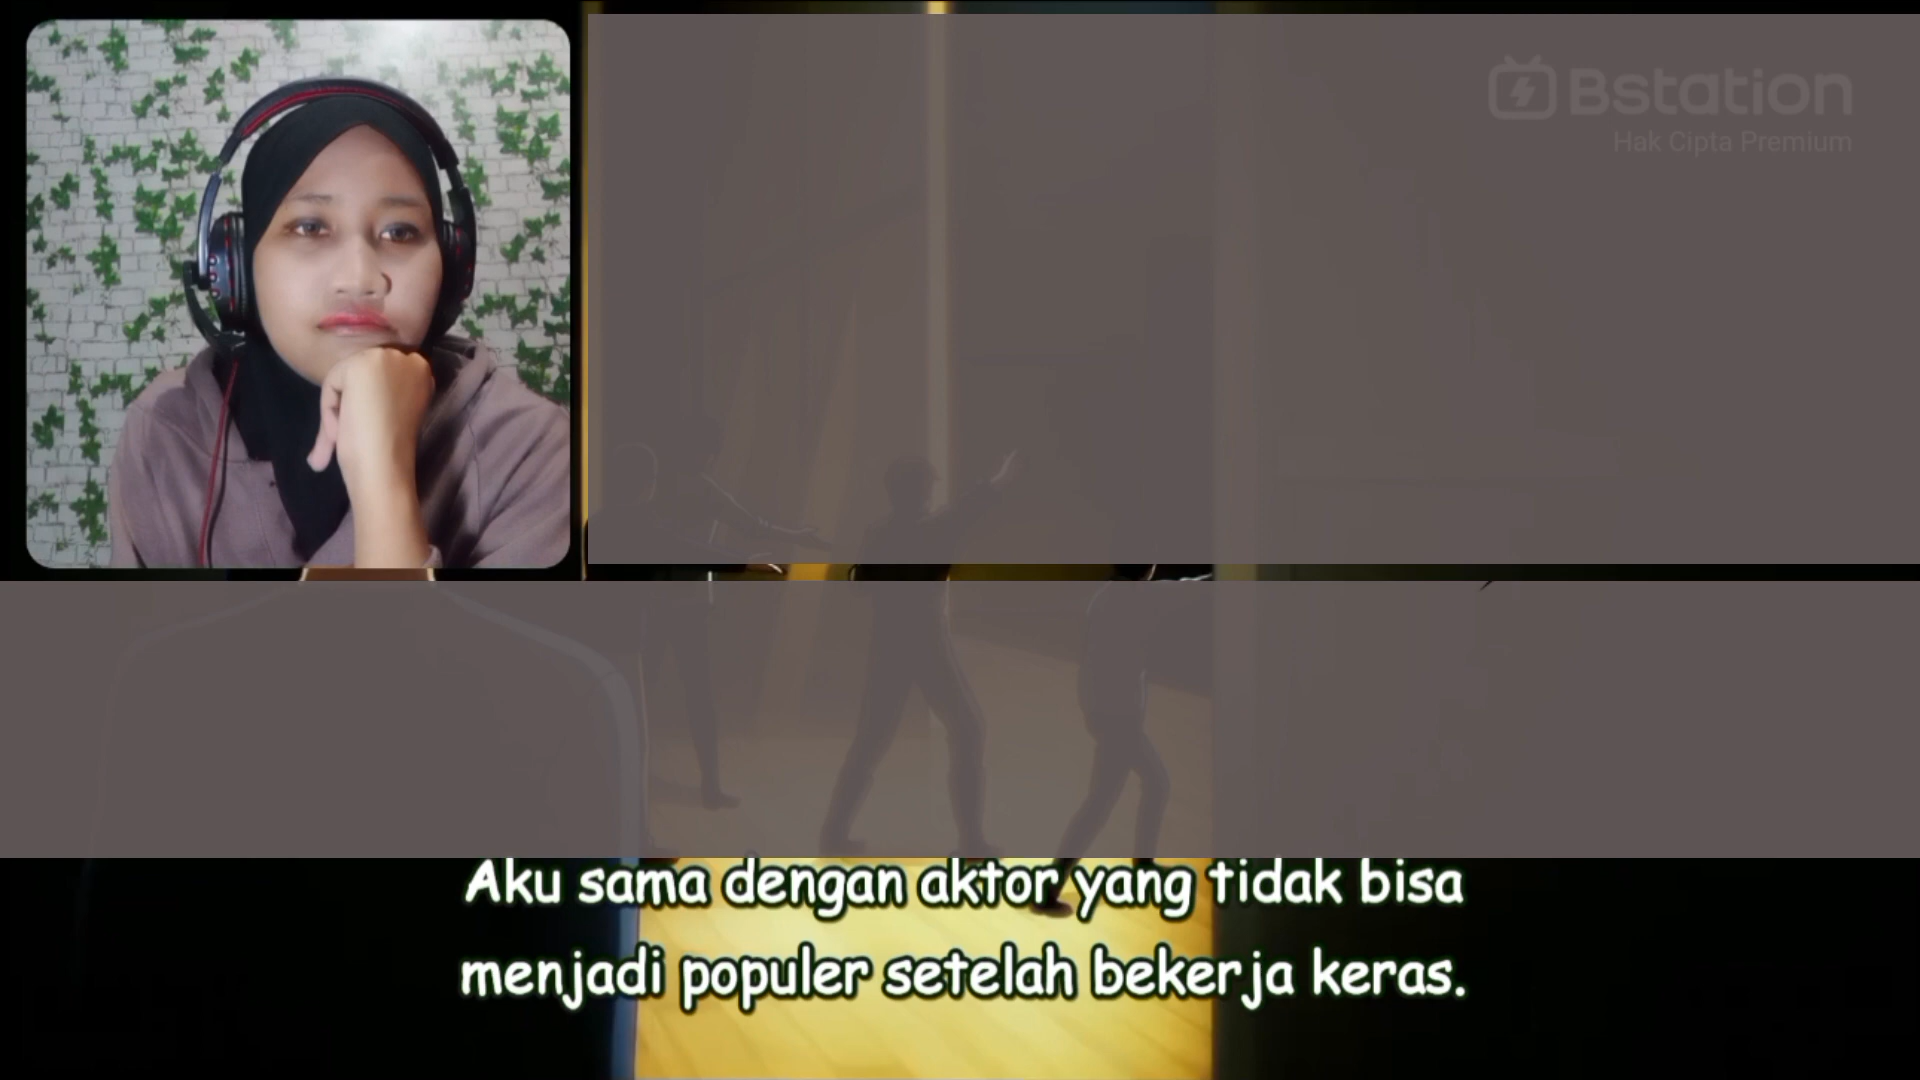 Bstation
Hak Cipta Premium
Aku sama dengan aktor yang tidak bisa
menjadi populer setelah bekerja keras.